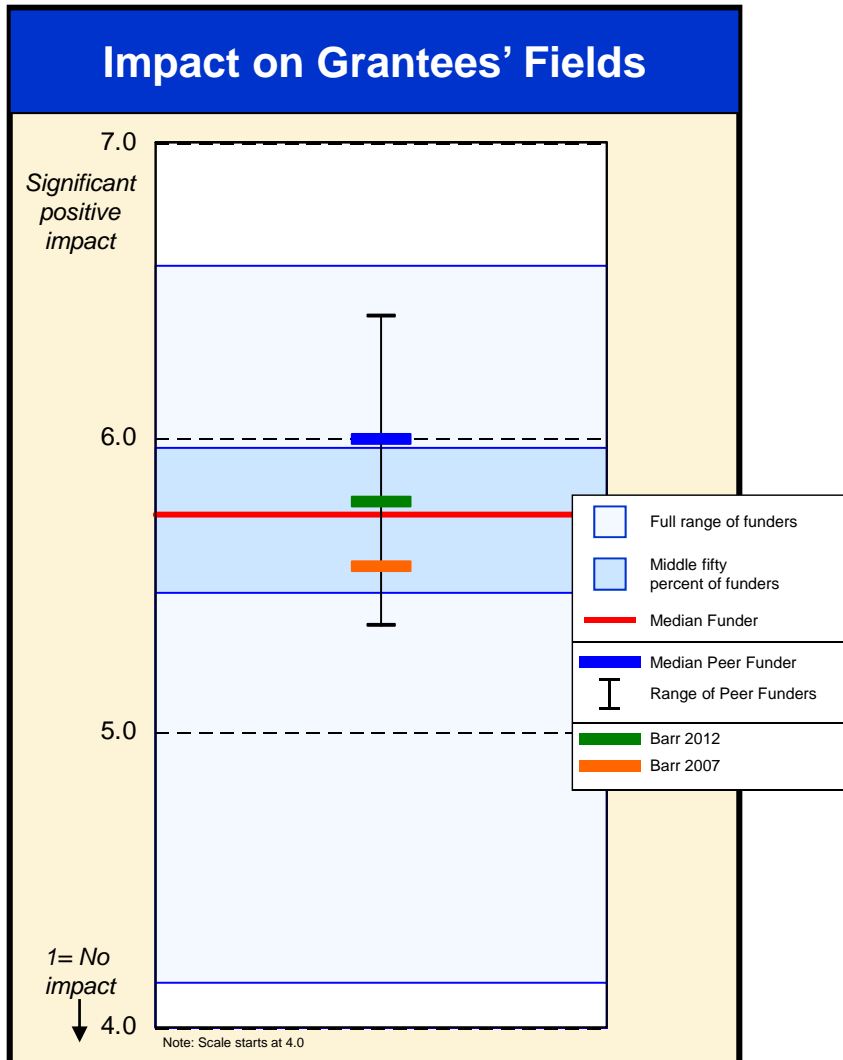 Impact on Grantees’ Fields
7.0
Significant
positive
impact
6.0
Full range of funders
Middle fifty
percent of funders
Median Funder
Median Peer Funder
Range of Peer Funders
5.0
Barr 2012
Barr 2007
1= No
impact
4.0
Note: Scale starts at 4.0